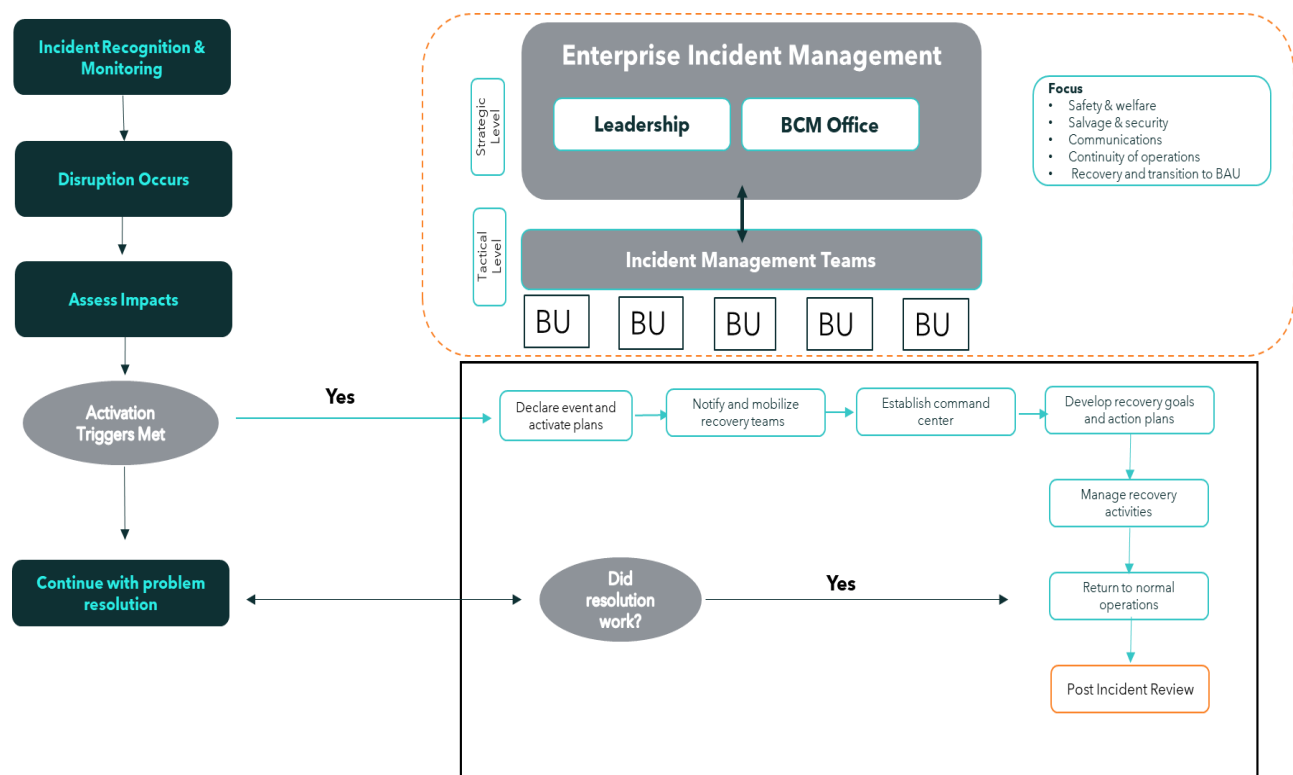 Incident Recognition &
Monitoring
Disruption Occurs
Assess Impacts
Activation
Triggers Met
Continue with problem
resolution
Enterprise Incident Management
Strategic
Level
Leadership
BCM Office
Focus
• Safety & welfare
• Salvage & security
• Communications
• Continuity of operations
• Recovery and transition to BAU
Tactical
Level
Incident Management Teams
BU
BU
BU
BU
BU
Yes
Declare event and
activate plans
Notify and mobilize
recovery teams
Establish command
center
Develop recovery goals
and action plans
Manage recovery
activities
Did
resolution
work?
Yes
Return to normal
operations
Post Incident Review